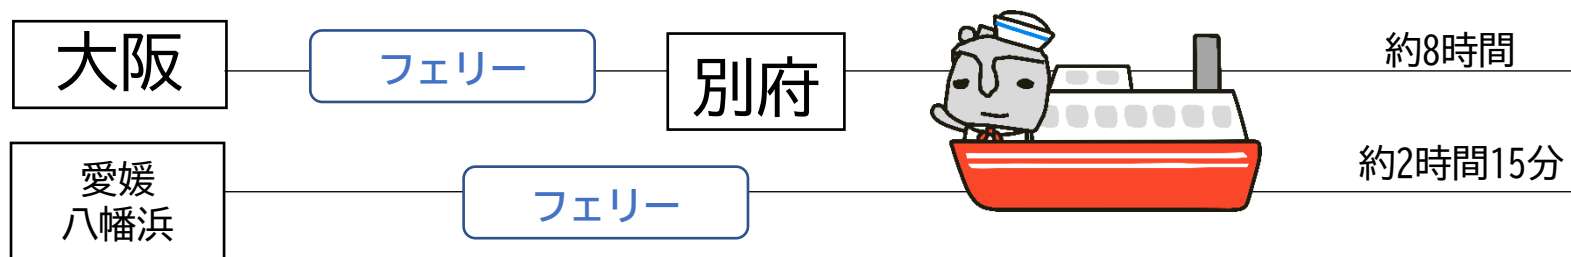 大阪
フェリー
別府
約8時間
愛媛
八幡浜
フェリー
約2時間15分